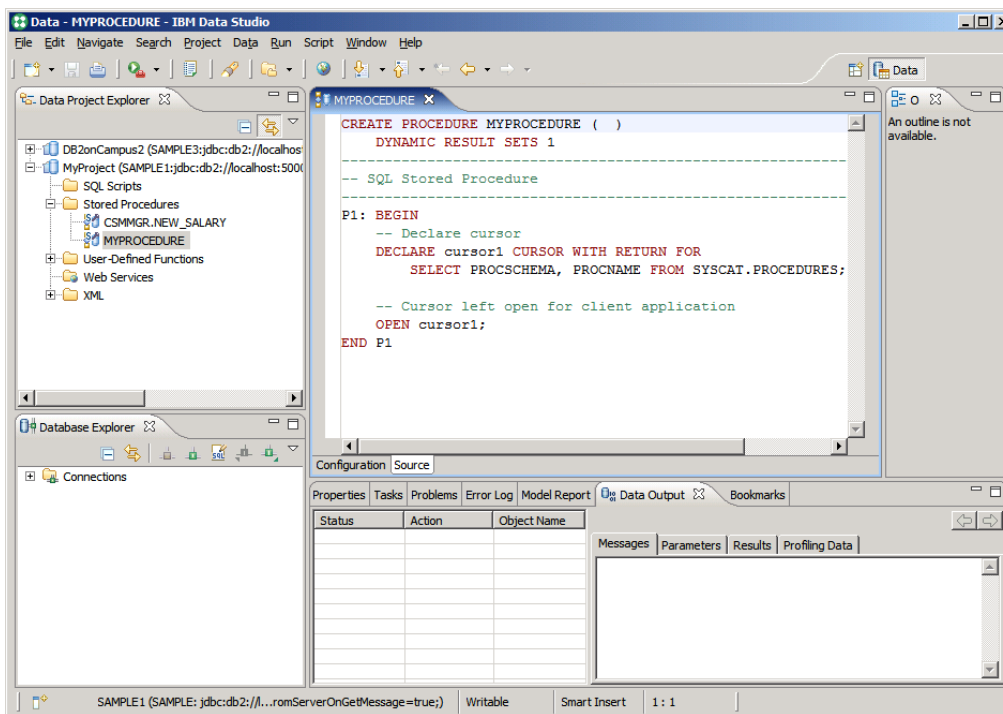 Data - MYPROCEDURE - IBM Data Studio
File Edit Navigate Search Project Data Run Script Window Help
Data
Data Project Explorer
DB2onCampus2 (SAMPLE3:jdbc:db2://localhos
MyProject (SAMPLE1:jdbc:db2://localhost:500
SQL Scripts
Stored Procedures
CSMMGR.NEW_SALARY
MYPROCEDURE
User-Defined Functions
Web Services
XML
MYPROCEDURE
CREATE PROCEDURE MYPROCEDURE ( )
DYNAMIC RESULT SETS 1
------------------------------------------------------------------------
-- SQL Stored Procedure
------------------------------------------------------------------------
P1: BEGIN
-- Declare cursor
DECLARE cursor1 CURSOR WITH RETURN FOR
SELECT PROCSCHEMA, PROCNAME FROM SYSCAT.PROCEDURES;
-- Cursor left open for client application
OPEN cursor1;
END P1
Configuration Source
O
An outline is not
available.
Database Explorer
SQL
Connections
Properties Tasks Problems Error Log Model Report Data Output Bookmarks
Status Action Object Name
Messages Parameters Results Profiling Data
SAMPLE1 (SAMPLE: jdbc:db2://l...romServerOnGetMessage=true;) Writable Smart Insert 1 : 1